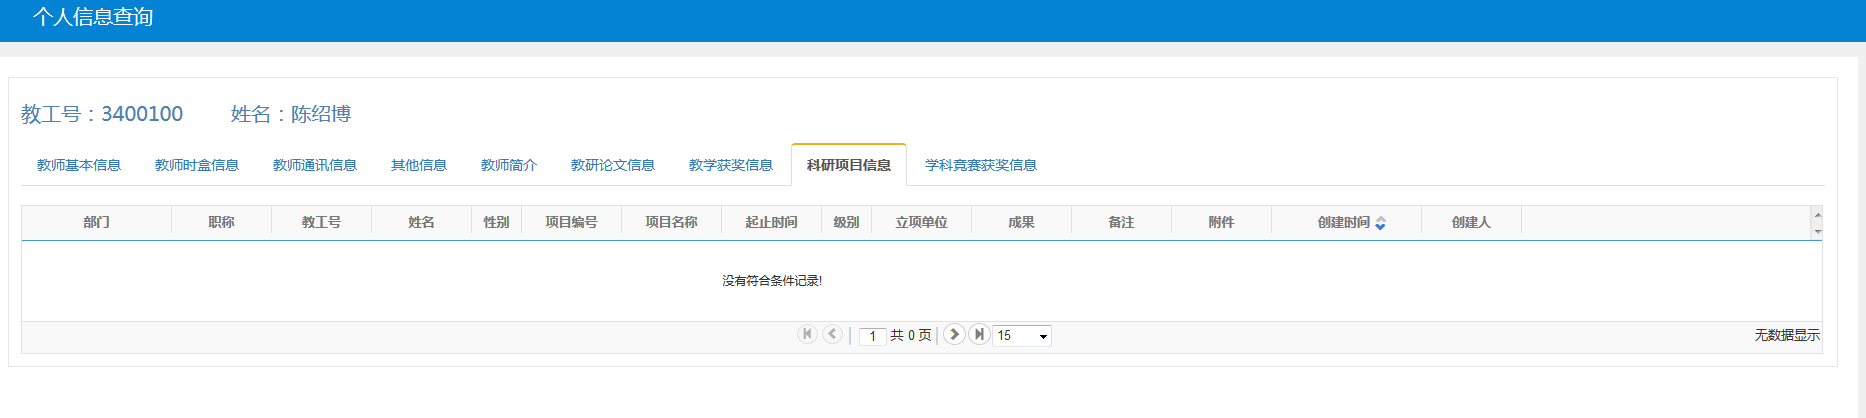 个人信息查询
教工号：3400100 姓名：陈绍博
教师基本信息 教师时盒信息 教师通讯信息 其他信息 教师简介 教研论文信息 教学获奖信息 科研项目信息 学科竞赛获奖信息
部门 职称 教工号 姓名 性别 项目编号 项目名称 起止时间 级别 立项单位 成果 备注 附件 创建时间 创建人
没有符合条件记录!
1 共 0 页 15 无数据显示